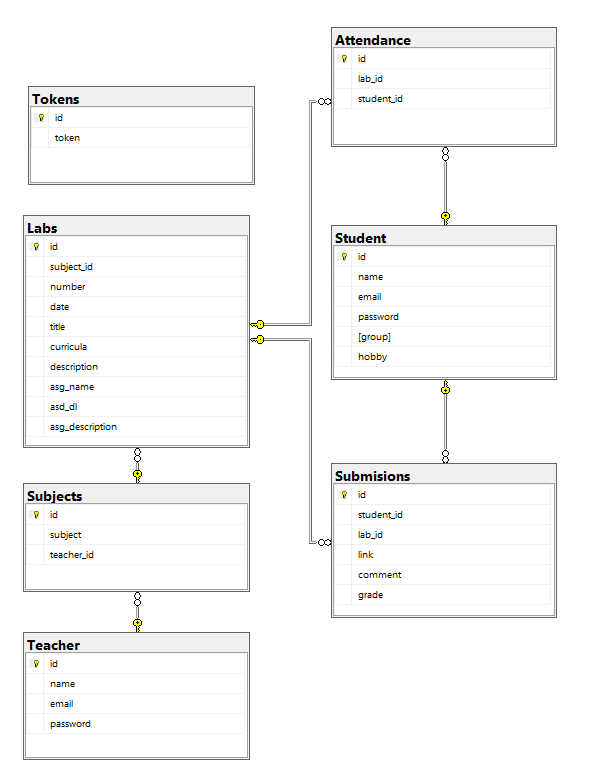 Attendance
id
lab_id
student_id
Tokens
id
token
Labs
id
subject_id
number
date
title
curricula
description
asg_name
asd_dl
asg_description
Student
id
name
email
password
[group]
hobby
Subjects
id
subject
teacher_id
Submisions
id
student_id
lab_id
link
comment
grade
Teacher
id
name
email
password